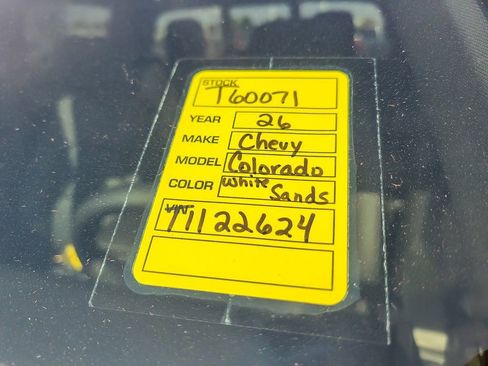 STOCK
T60071
YEAR 26
MAKE Chevy
MODEL Colorado
COLOR White Sands
VIN T1122624